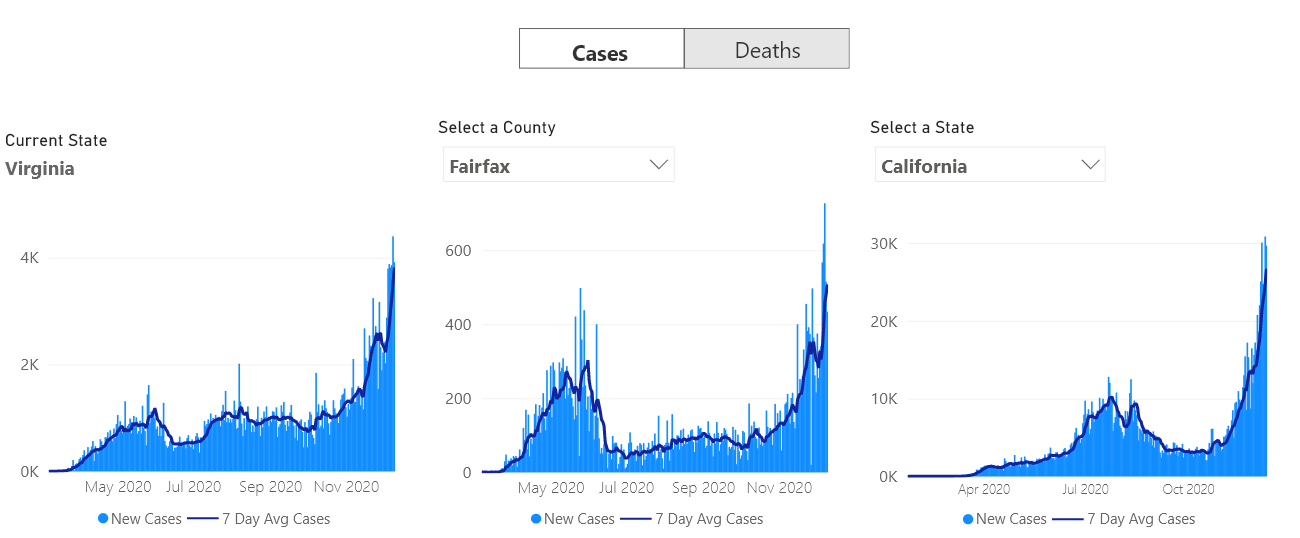 Cases
Deaths
Current State
Virginia
4K
2K
0K
May 2020 Jul 2020 Sep 2020 Nov 2020
New Cases 7 Day Avg Cases
Select a County
Fairfax
600
400
200
0
May 2020 Jul 2020 Sep 2020 Nov 2020
New Cases 7 Day Avg Cases
Select a State
California
30K
20K
10K
0K
Apr 2020 Jul 2020 Oct 2020
New Cases 7 Day Avg Cases